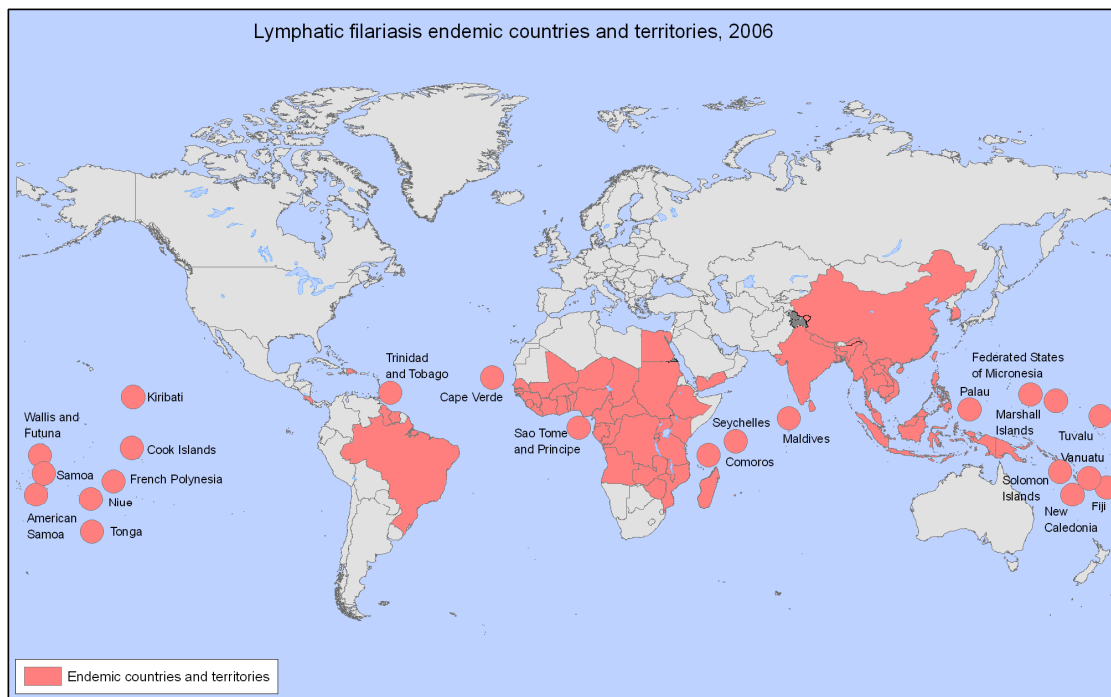 Lymphatic filariasis endemic countries and territories, 2006
Trinidad
and Tobago
Cape Verde
Kiribati
Wallis and
Futuna
Cook Islands
Samoa
French Polynesia
Niue
American
Samoa
Tonga
Sao Tome
and Principe
Seychelles
Comoros
Maldives
Federated States
of Micronesia
Palau
Marshall
Islands
Tuvalu
Vanuatu
Solomon
Islands
New
Caledonia
Fiji
Endemic countries and territories